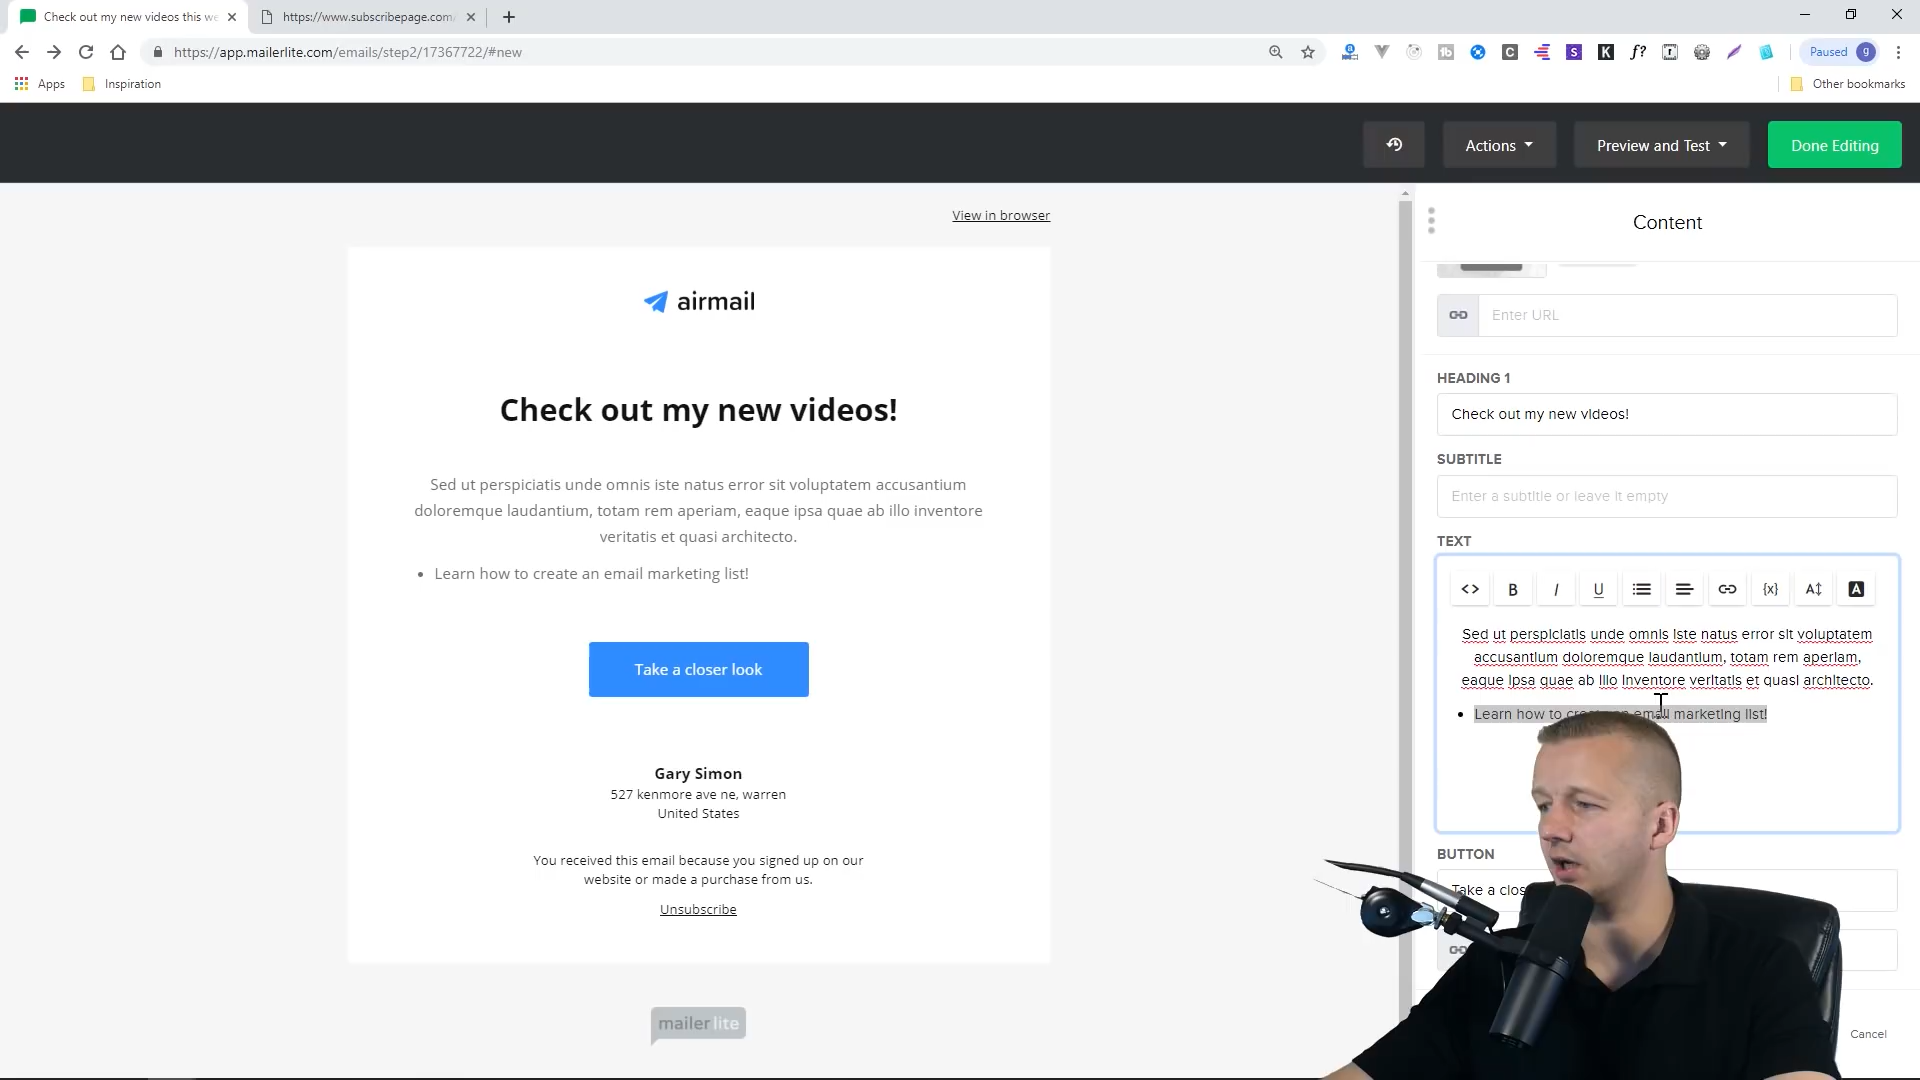 Check out my new videos this we
https://www.subscribepage.com/
https://app.mailerlite.com/emails/step2/17367722/#new
Paused
g
Apps
Inspiration
Other bookmarks
Actions
Preview and Test
Done Editing
View in browser
airmail
Check out my new videos!
Sed ut perspiciatis unde omnis iste natus error sit voluptatem accusantium
doloremque laudantium, totam rem aperiam, eaque ipsa quae ab illo inventore
veritatis et quasi architecto.
• Learn how to create an email marketing list!
Take a closer look
Gary Simon
527 kenmore ave ne, warren
United States
You received this email because you signed up on our
website or made a purchase from us.
Unsubscribe
mailer lite
Content
Enter URL
HEADING 1
Check out my new videos!
SUBTITLE
Enter a subtitle or leave it empty
TEXT
<> B I U {x} A A
Sed ut perspiciatis unde omnis iste natus error sit voluptatem
accusantium doloremque laudantium, totam rem aperiam,
eaque ipsa quae ab illo inventore veritatis et quasi architecto.
• Learn how to create an email marketing list!
BUTTON
Take a clos
Cancel